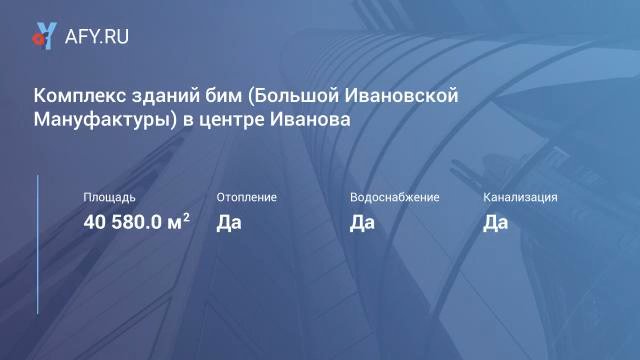 AFY.RU
Комплекс зданий бим (Большой Ивановской
Мануфактуры) в центре Иванова
Площадь Отопление Водоснабжение Канализация
40 580.0 м² Да Да Да